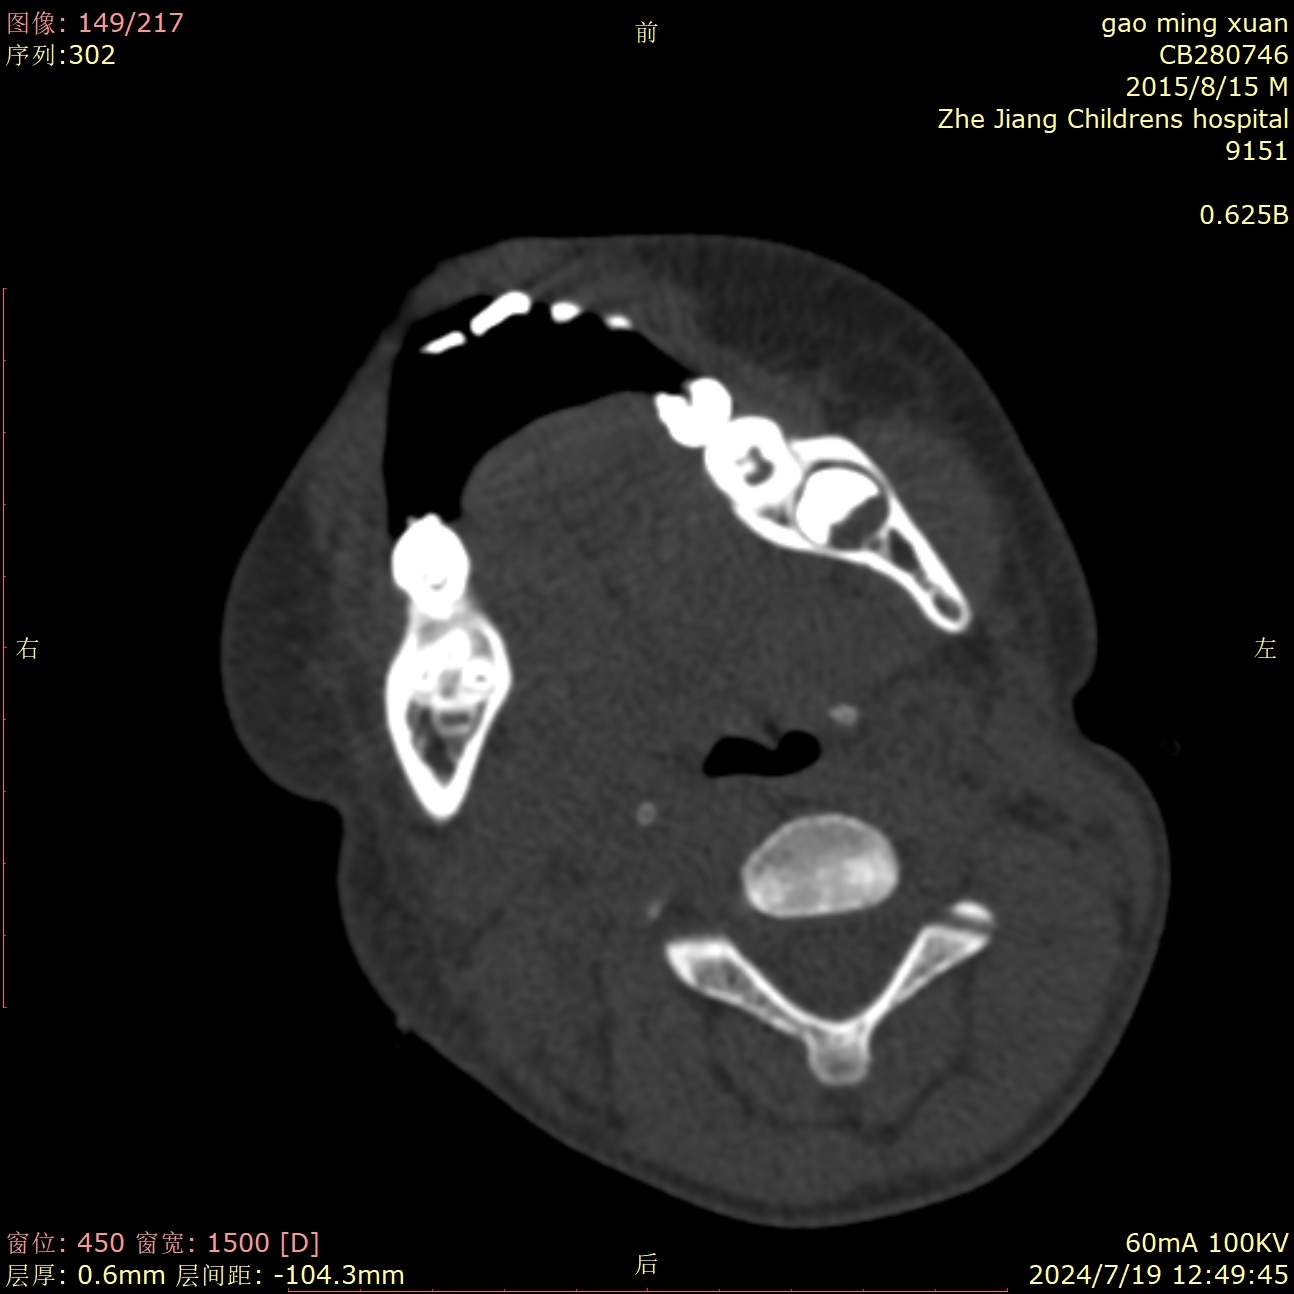 图像: 149/217
序列:302
前
gao ming xuan
CB280746
2015/8/15 M
Zhe Jiang Childrens hospital
9151
0.625B
右
左
窗位: 450 窗宽: 1500 [D]
层厚: 0.6mm 层间距: -104.3mm
后
60mA 100KV
2024/7/19 12:49:45